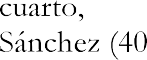 cuarto,
Sánchez (40